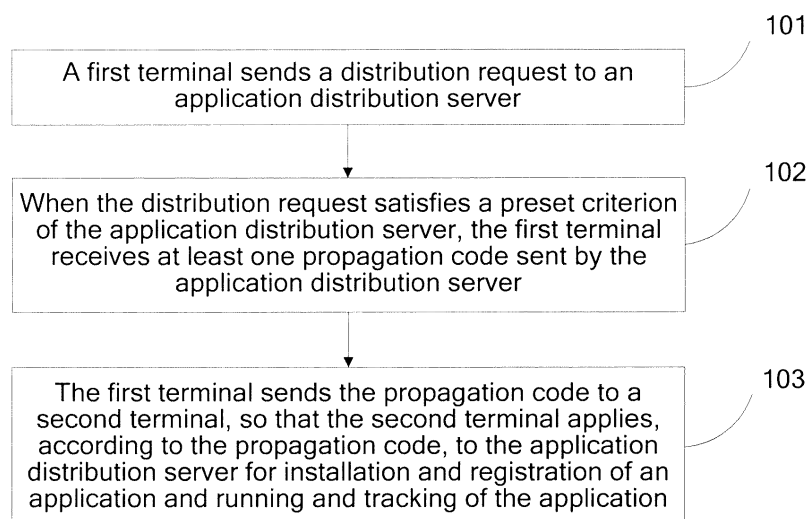 101
A first terminal sends a distribution request to an
application distribution server
102
When the distribution request satisfies a preset criterion
of the application distribution server, the first terminal
receives at least one propagation code sent by the
application distribution server
103
The first terminal sends the propagation code to a
second terminal, so that the second terminal applies,
according to the propagation code, to the application
distribution server for installation and registration of an
application and running and tracking of the application